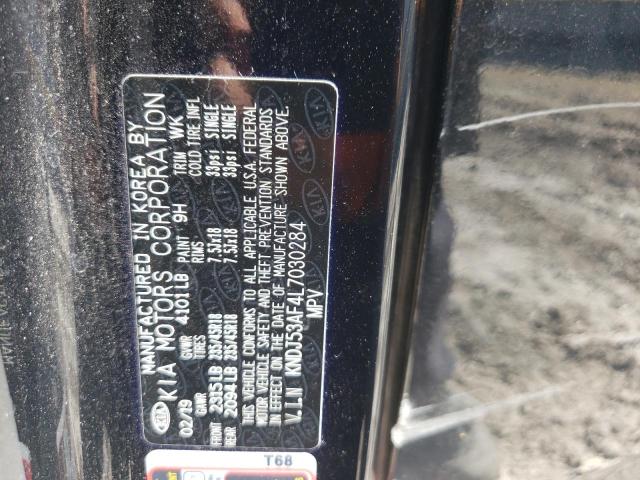 MANUFACTURED IN KOREA BY
KIA MOTORS CORPORATION
02/19 GVWR 4101LB PAINT 9H TRIM WK
GAWR TIRES RIMS COLD TIRE INFL
FRONT 2315LB 235/45R18 7.5Jx18 33psi SINGLE
REAR 2094LB 235/45R18 7.5Jx18 33psi SINGLE
THIS VEHICLE CONFORMS TO ALL APPLICABLE U.S.A. FEDERAL
MOTOR VEHICLE SAFETY AND THEFT PREVENTION STANDARDS
IN EFFECT ON THE DATE OF MANUFACTURE SHOWN ABOVE.
V.I.N KNDJ53AF4L7030284
MPV
T68